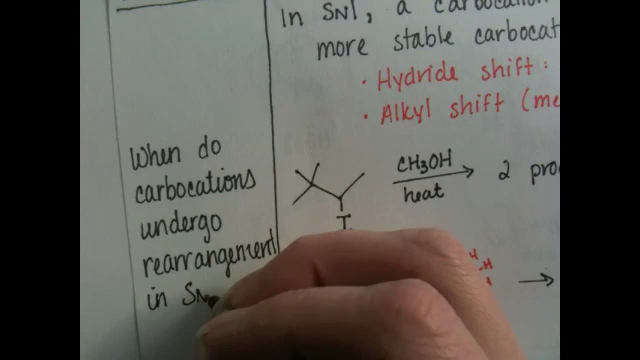 In SN1, a carbocation
more stable carbocat
· Hydride shift:
· Alkyl shift (me
When do
carbocations
undergo
rearrangement
in SN
CH3OH
heat
2 pro
I
H
H